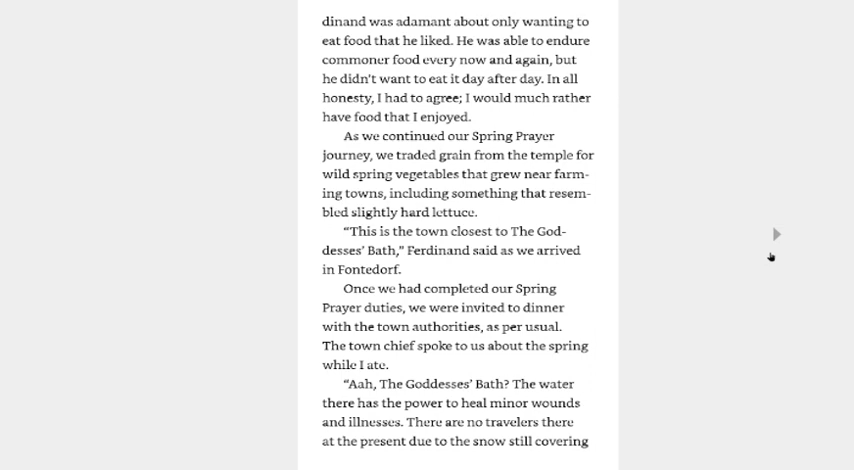 dinand was adamant about only wanting to
eat food that he liked. He was able to endure
commoner food every now and again, but
he didn't want to eat it day after day. In all
honesty, I had to agree; I would much rather
have food that I enjoyed.
As we continued our Spring Prayer
journey, we traded grain from the temple for
wild spring vegetables that grew near farm-
ing towns, including something that resem-
bled slightly hard lettuce.
“This is the town closest to The God-
desses' Bath,” Ferdinand said as we arrived
in Fontedorf.
Once we had completed our Spring
Prayer duties, we were invited to dinner
with the town authorities, as per usual.
The town chief spoke to us about the spring
while I ate.
“Aah, The Goddesses' Bath? The water
there has the power to heal minor wounds
and illnesses. There are no travelers there
at the present due to the snow still covering